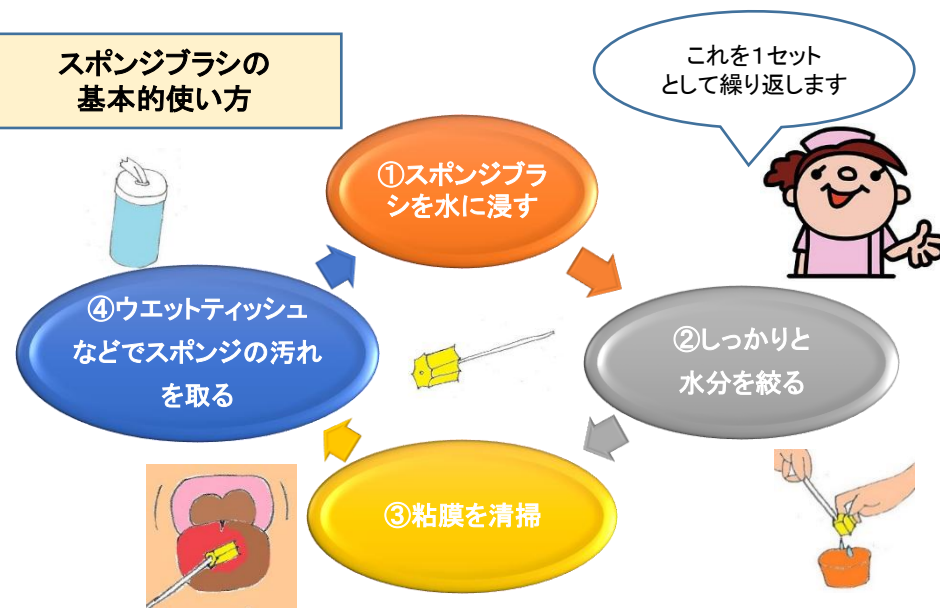 スポンジブラシの
基本的使い方
これを１セット
として繰り返します
①スポンジブラ
シを水に浸す
②しっかりと
水分を絞る
③粘膜を清掃
④ウエットティッシュ
などでスポンジの汚れ
を取る